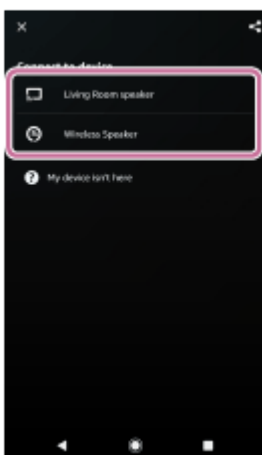 Connect to device
Living Room speaker
Wireless Speaker
My device isn't here